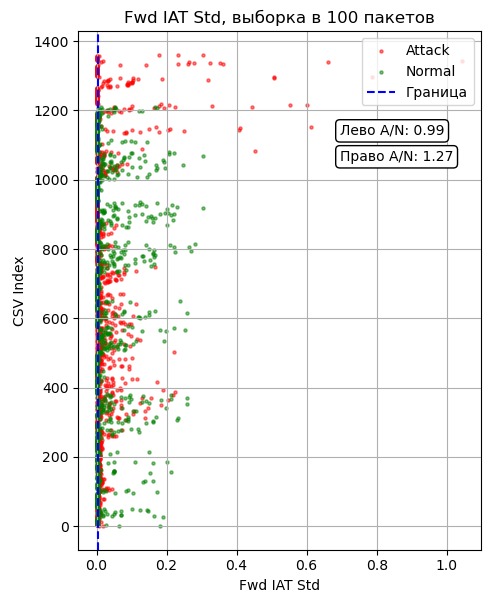 Fwd IAT Std, выборка в 100 пакетов
1400
1200
1000
800
600
400
200
0
CSV Index
Attack
Normal
Граница
Лево A/N: 0.99
Право A/N: 1.27
0.0 0.2 0.4 0.6 0.8 1.0
Fwd IAT Std